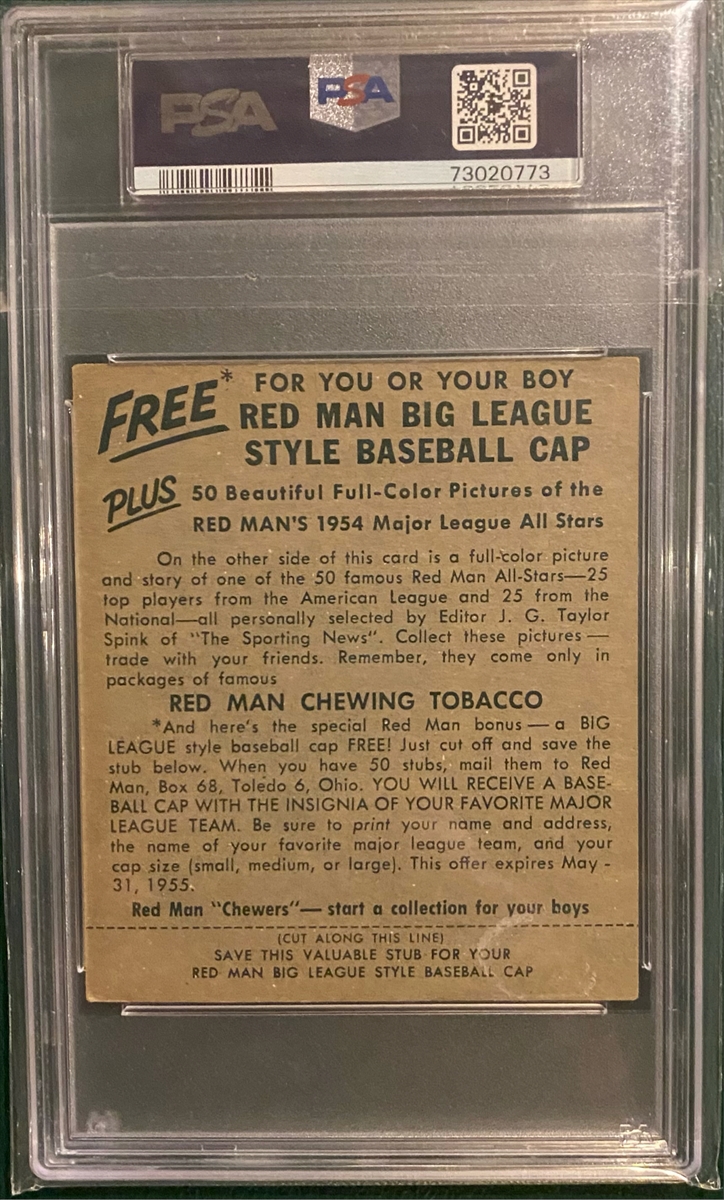 PSA
PSA
73020773
FREE* FOR YOU OR YOUR BOY
RED MAN BIG LEAGUE
STYLE BASEBALL CAP
PLUS 50 Beautiful Full-Color Pictures of the
RED MAN'S 1954 Major League All Stars
On the other side of this card is a full-color picture
and story of one of the 50 famous Red Man All-Stars—25
top players from the American League and 25 from the
National—all personally selected by Editor J. G. Taylor
Spink of "The Sporting News". Collect these pictures —
trade with your friends. Remember, they come only in
packages of famous
RED MAN CHEWING TOBACCO
*And here's the special Red Man bonus — a BIG
LEAGUE style baseball cap FREE! Just cut off and save the
stub below. When you have 50 stubs, mail them to Red
Man, Box 68, Toledo 6, Ohio. YOU WILL RECEIVE A BASE-
BALL CAP WITH THE INSIGNIA OF YOUR FAVORITE MAJOR
LEAGUE TEAM. Be sure to print your name and address,
the name of your favorite major league team, and your
cap size (small, medium, or large). This offer expires May -
31, 1955.
Red Man "Chewers"— start a collection for your boys
(CUT ALONG THIS LINE)
SAVE THIS VALUABLE STUB FOR YOUR
RED MAN BIG LEAGUE STYLE BASEBALL CAP